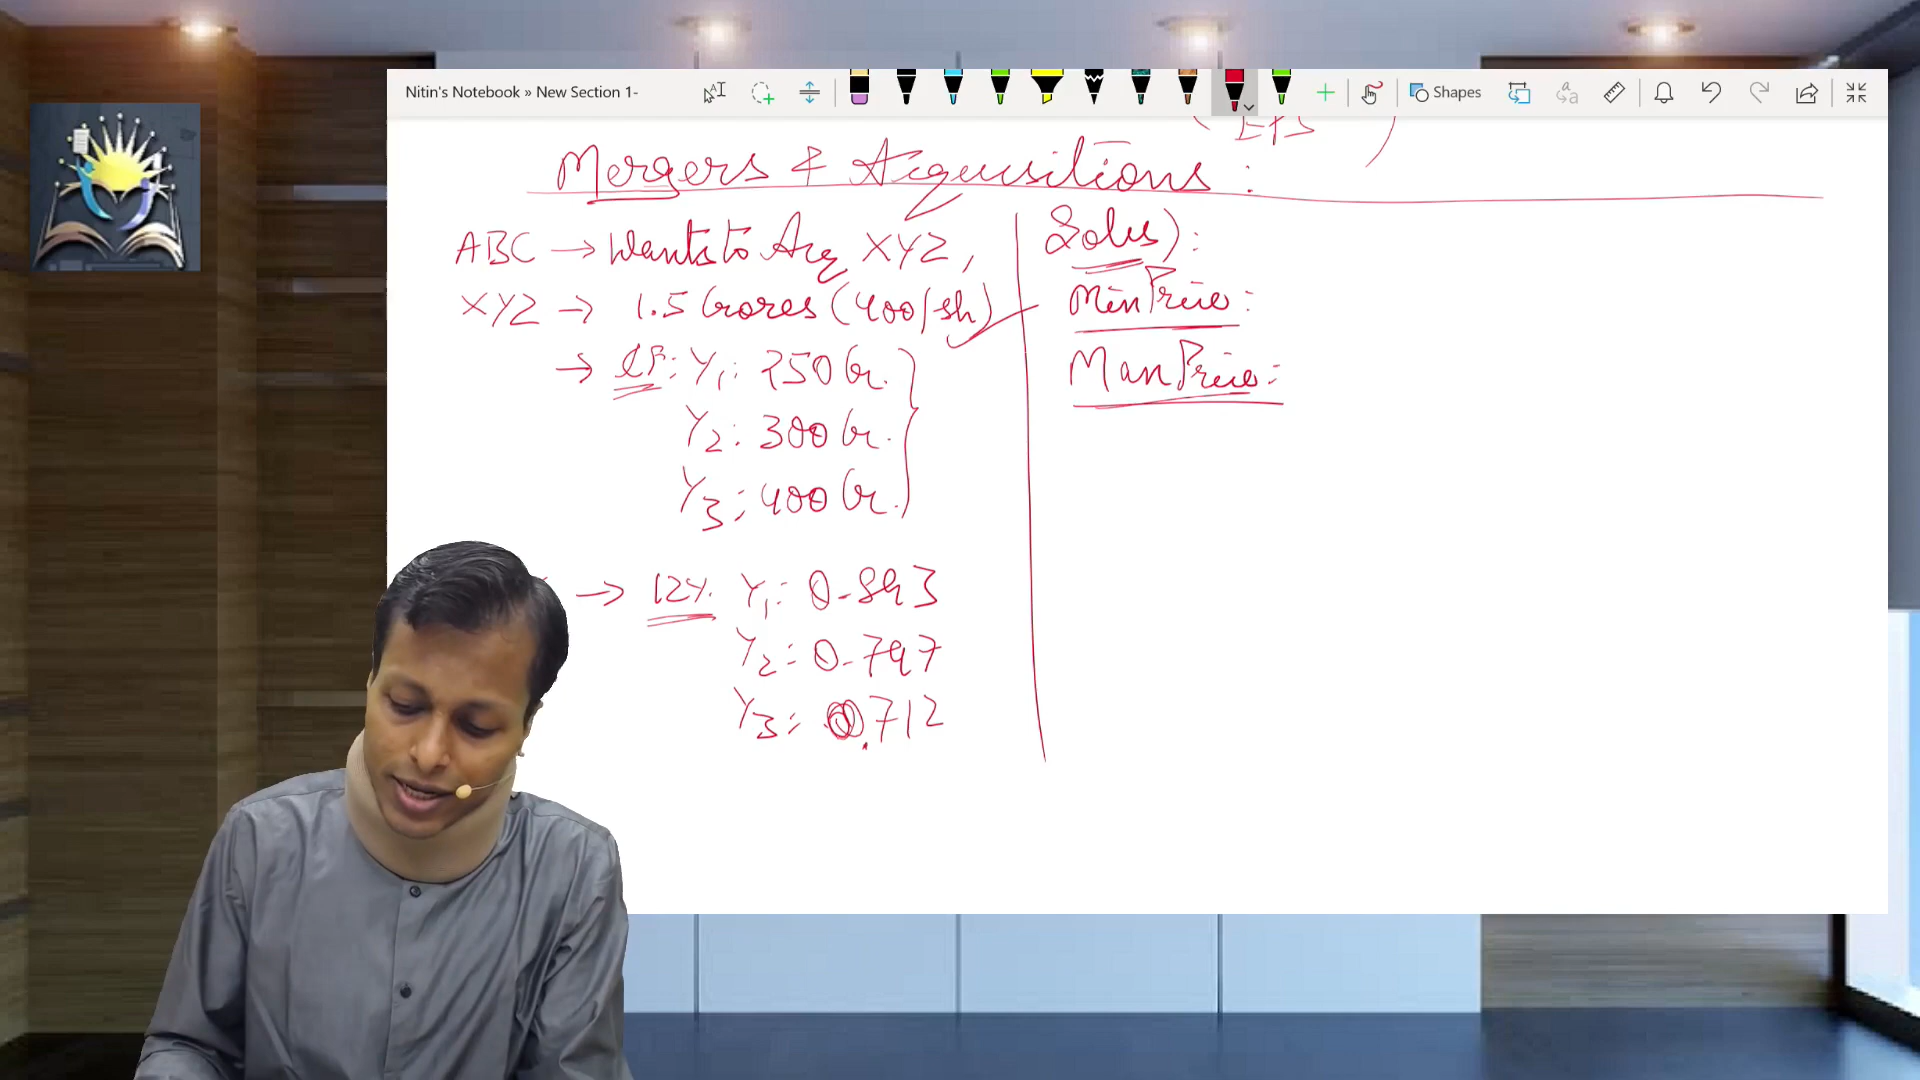 Nitin's Notebook » New Section 1-
Shapes
EPS )
Mergers & Acquisitions :
ABC → Wants to Acq XYZ,
XYZ → 1.5 Crores (400/sh)
→ CF: Y1: 250 Cr.
Y2: 300 Cr.
Y3: 400 Cr.
→ 12%. Y1: 0.893
Y2: 0.797
Y3: 0.712
Soln):
Min Price:
Max Price: